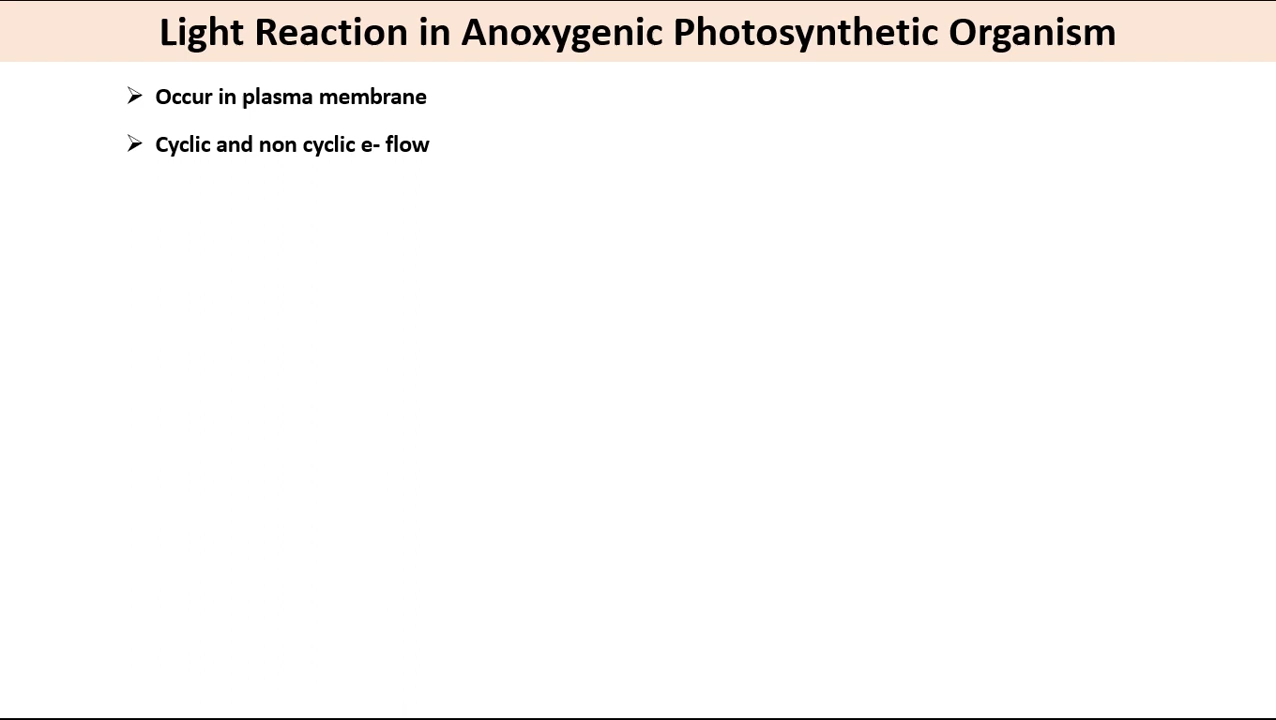 Light Reaction in Anoxygenic Photosynthetic Organism
➢ Occur in plasma membrane
➢ Cyclic and non cyclic e- flow